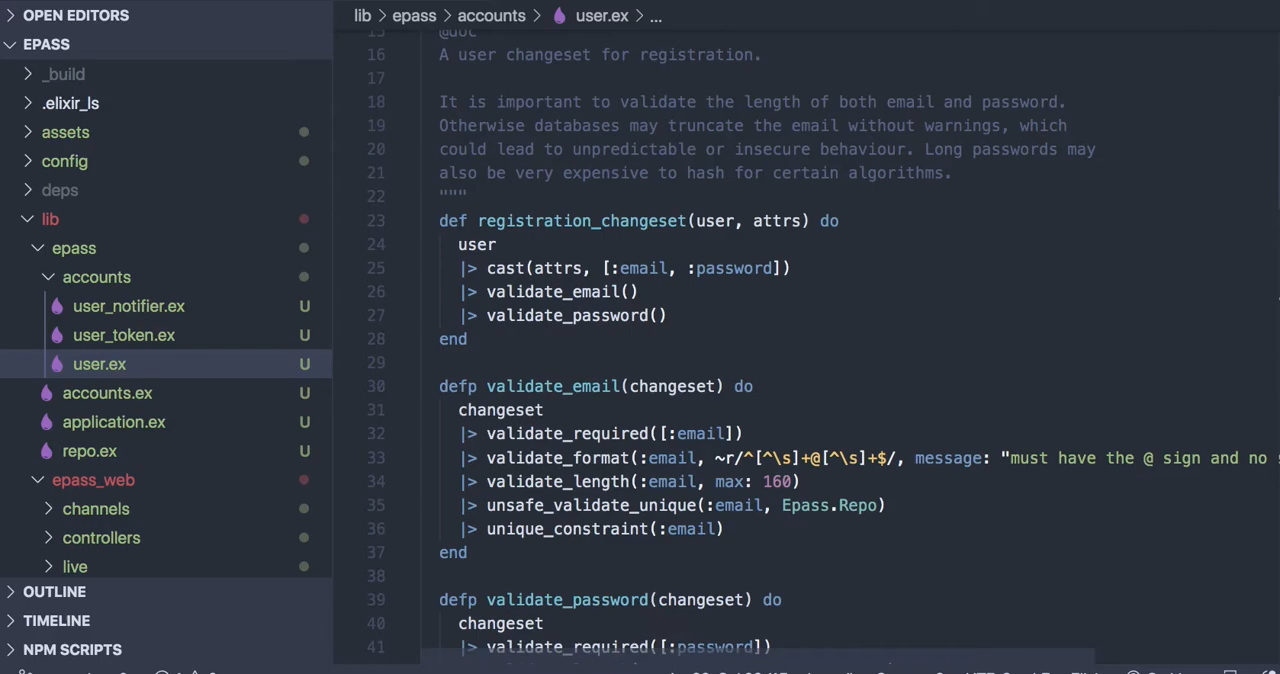 OPEN EDITORS
EPASS
_build
.elixir_ls
assets
config
deps
lib
epass
accounts
user_notifier.ex U
user_token.ex U
user.ex U
accounts.ex U
application.ex U
repo.ex U
epass_web
channels
controllers
live
OUTLINE
TIMELINE
NPM SCRIPTS
lib > epass > accounts > user.ex > ...
15 @doc
16 A user changeset for registration.
17
18 It is important to validate the length of both email and password.
19 Otherwise databases may truncate the email without warnings, which
20 could lead to unpredictable or insecure behaviour. Long passwords may
21 also be very expensive to hash for certain algorithms.
22 """
23 def registration_changeset(user, attrs) do
24 user
25 |> cast(attrs, [:email, :password])
26 |> validate_email()
27 |> validate_password()
28 end
29
30 defp validate_email(changeset) do
31 changeset
32 |> validate_required([:email])
33 |> validate_format(:email, ~r/^[^\s]+@[^\s]+$/, message: "must have the @ sign and no s
34 |> validate_length(:email, max: 160)
35 |> unsafe_validate_unique(:email, Epass.Repo)
36 |> unique_constraint(:email)
37 end
38
39 defp validate_password(changeset) do
40 changeset
41 |> validate_required([:password])